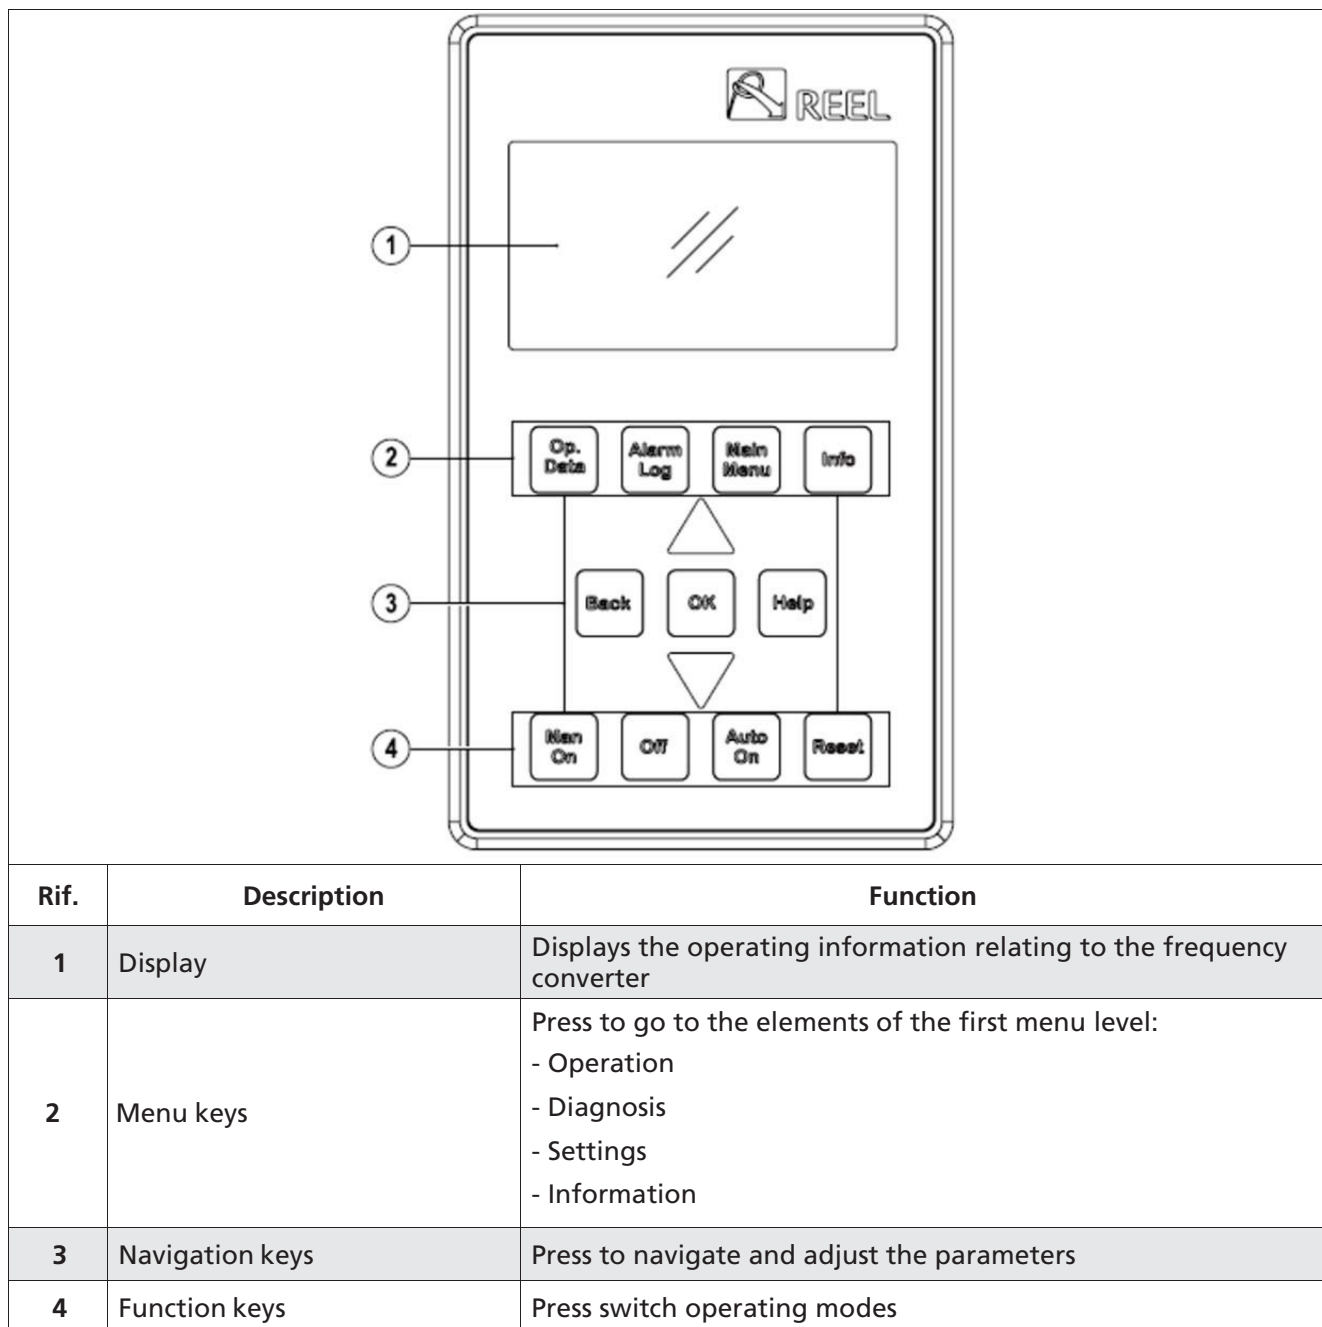 REEL
1
2
Op. Data
Alarm Log
Main Menu
Info
3
Back
OK
Help
4
Man On
Off
Auto On
Reset
Rif. Description Function
1 Display Displays the operating information relating to the frequency
converter
Press to go to the elements of the first menu level:
- Operation
- Diagnosis
2 Menu keys
- Settings
- Information
3 Navigation keys Press to navigate and adjust the parameters
4 Function keys Press switch operating modes